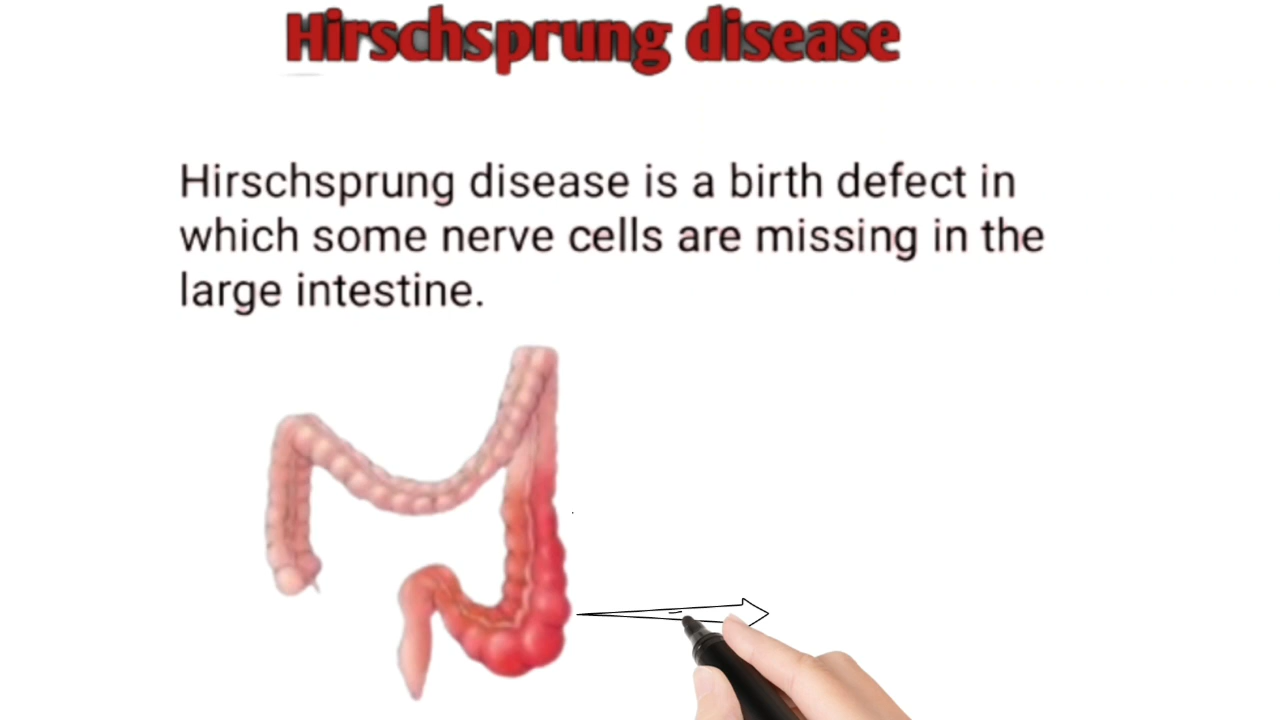 Hirschsprung disease
Hirschsprung disease is a birth defect in
which some nerve cells are missing in the
large intestine.